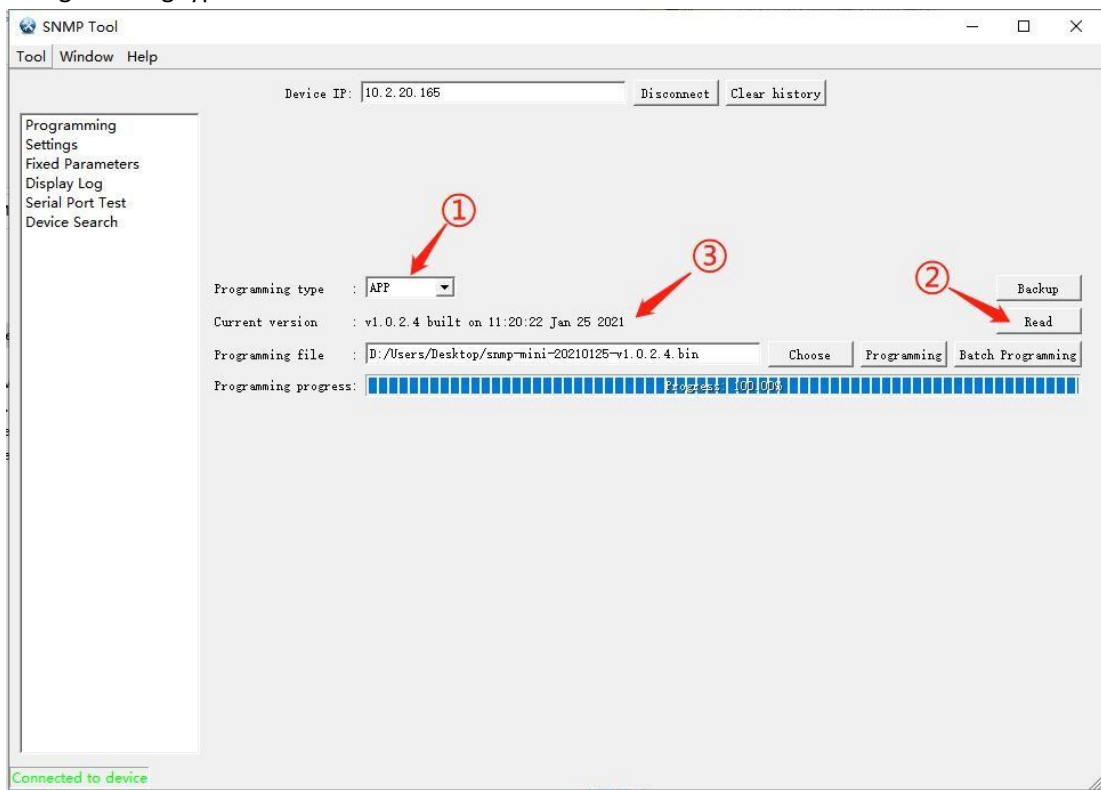 SNMP Tool
Tool Window Help
Device IP: 10.2.20.165 Disconnect Clear history
Programming
Settings
Fixed Parameters
Display Log
Serial Port Test
Device Search
①
③
②
Programming type : APP Backup
Current version : v1.0.2.4 built on 11:20:22 Jan 25 2021 Read
Programming file : D:/Users/Desktop/snmp-mini-20210125-v1.0.2.4.bin Choose Programming Batch Programming
Programming progress: Progress: 100.00%
Connected to device